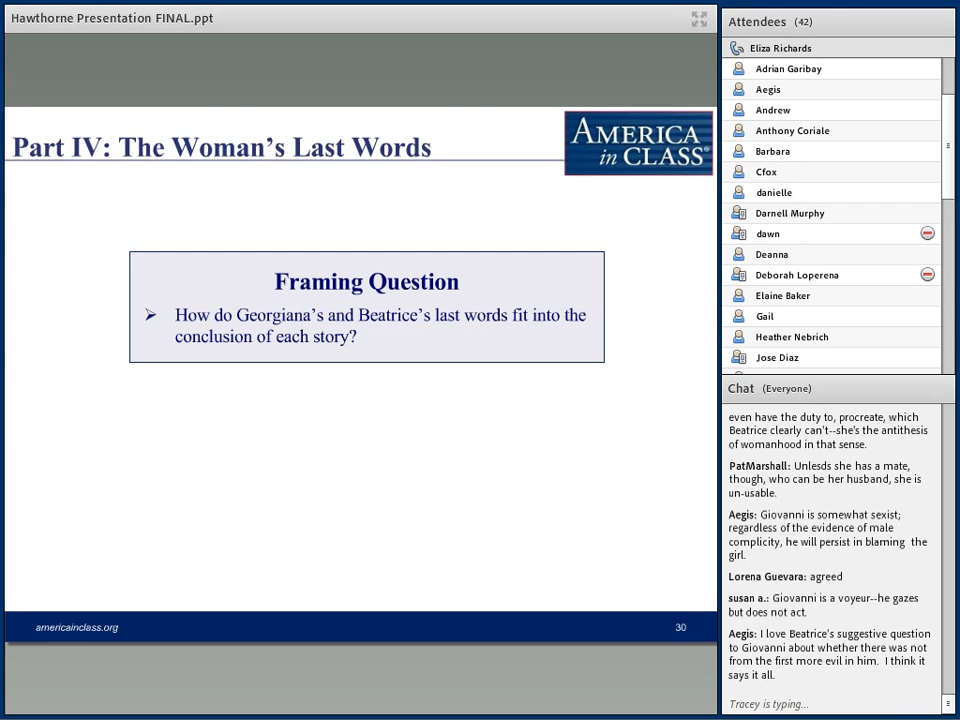 Hawthorne Presentation FINAL.ppt
Part IV: The Woman's Last Words
AMERICA
in CLASS®
Framing Question
How do Georgiana's and Beatrice's last words fit into the
conclusion of each story?
americainclass.org
30
Attendees (42)
Eliza Richards
Adrian Garibay
Aegis
Andrew
Anthony Coriale
Barbara
Cfox
danielle
Darnell Murphy
dawn
Deanna
Deborah Loperena
Elaine Baker
Gail
Heather Nebrich
Jose Diaz
Chat (Everyone)
even have the duty to, procreate, which
Beatrice clearly can't--she's the antithesis
of womanhood in that sense.
PatMarshall: Unlesds she has a mate,
though, who can be her husband, she is
un-usable.
Aegis: Giovanni is somewhat sexist;
regardless of the evidence of male
complicity, he will persist in blaming the
girl.
Lorena Guevara: agreed
susan a.: Giovanni is a voyeur--he gazes
but does not act.
Aegis: I love Beatrice's suggestive question
to Giovanni about whether there was not
from the first more evil in him. I think it
says it all.
Tracey is typing...